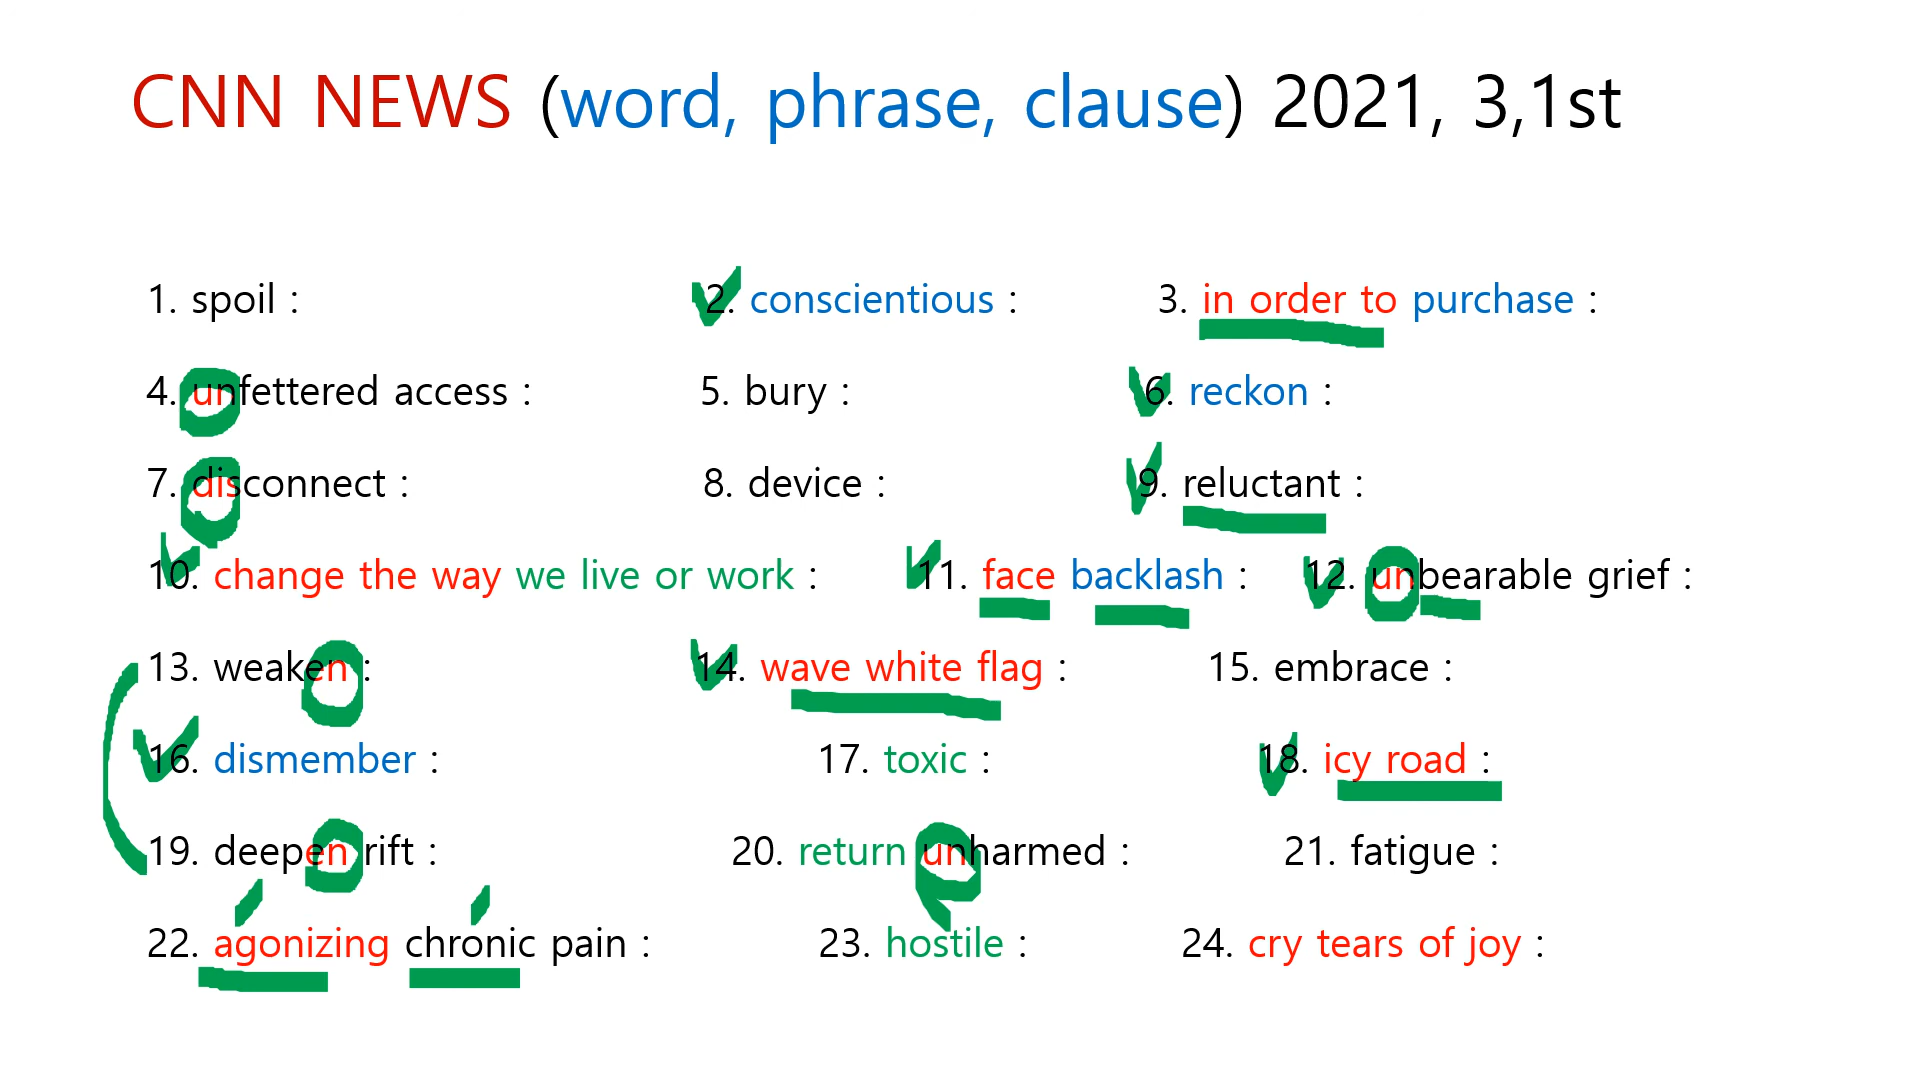 CNN NEWS (word, phrase, clause) 2021, 3,1st
1. spoil : 2. conscientious : 3. in order to purchase :
4. unfettered access : 5. bury : 6. reckon :
7. disconnect : 8. device : 9. reluctant :
10. change the way we live or work : 11. face backlash : 12. unbearable grief :
13. weaken : 14. wave white flag : 15. embrace :
16. dismember : 17. toxic : 18. icy road :
19. deepen rift : 20. return unharmed : 21. fatigue :
22. agonizing chronic pain : 23. hostile : 24. cry tears of joy :